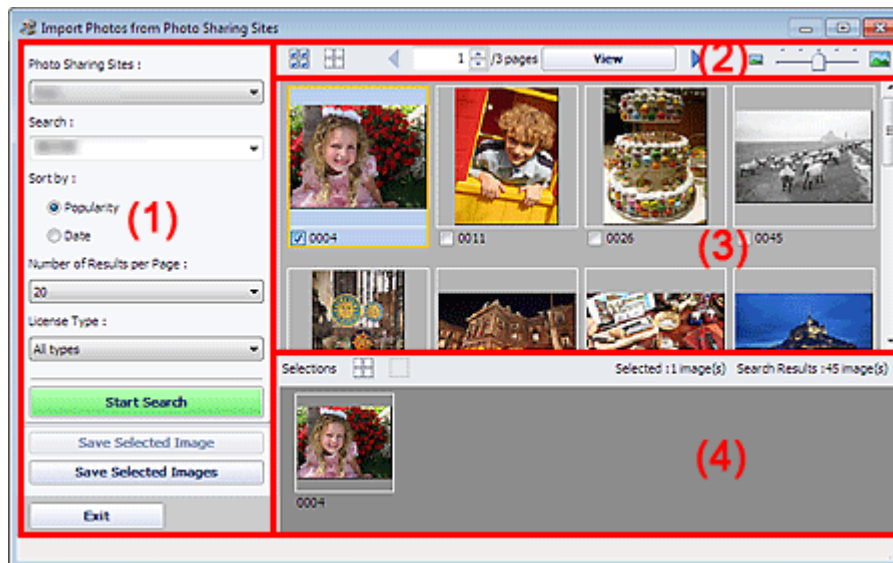 Import Photos from Photo Sharing Sites
Photo Sharing Sites :
Search :
Sort by :
Popularity
Date
(1)
Number of Results per Page :
20
License Type :
All types
Start Search
Save Selected Image
Save Selected Images
Exit
1 /3 pages View
(2)
0004 0011 0026 0045
(3)
Selections Selected :1 image(s) Search Results :45 image(s)
0004
(4)